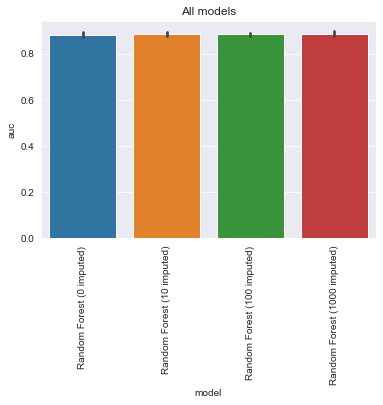 All models
auc
0.8
0.6
0.4
0.2
0.0
Random Forest (0 imputed)
Random Forest (10 imputed)
Random Forest (100 imputed)
Random Forest (1000 imputed)
model